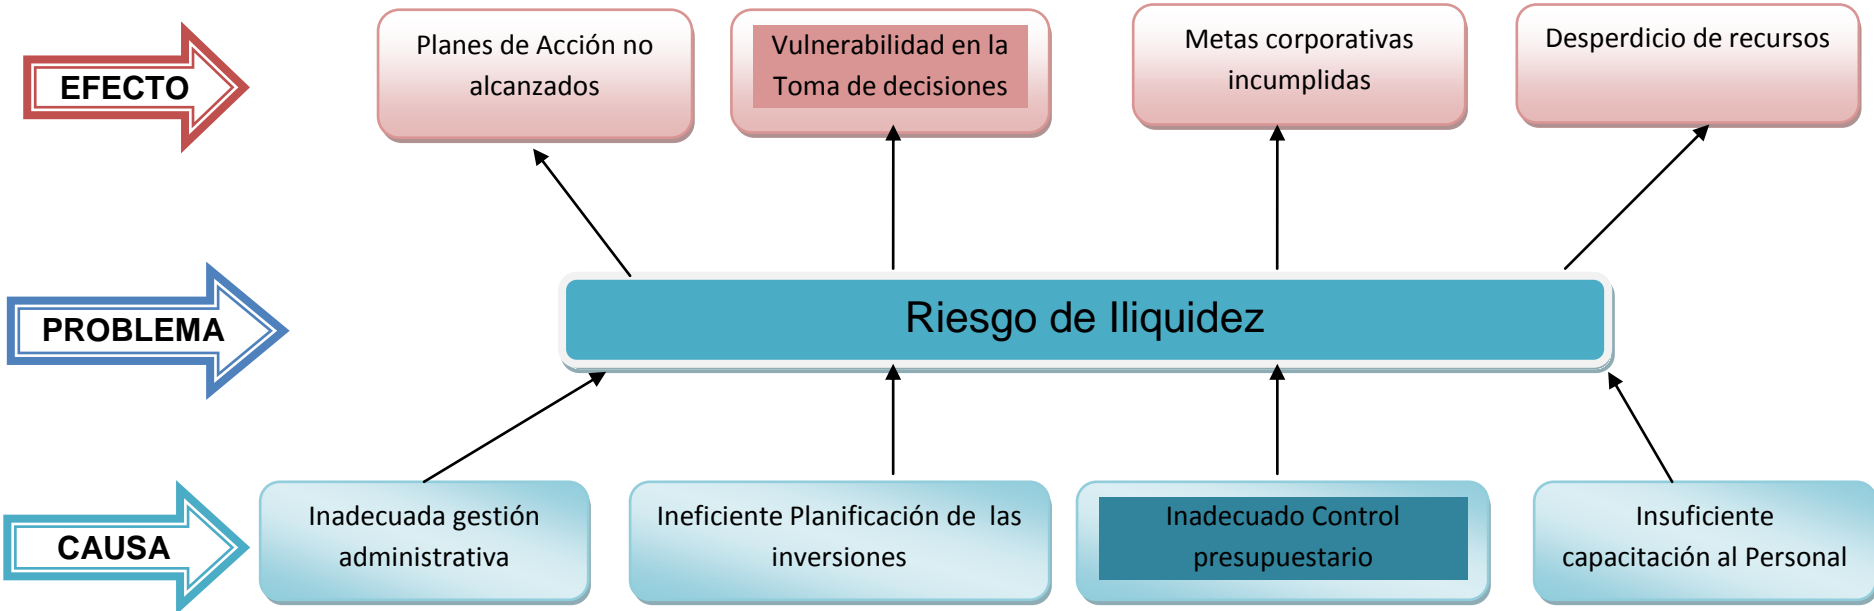 EFECTO
Planes de Acción no
alcanzados
Vulnerabilidad en la
Toma de decisiones
Metas corporativas
incumplidas
Desperdicio de recursos
PROBLEMA
Riesgo de Iliquidez
CAUSA
Inadecuada gestión
administrativa
Ineficiente Planificación de las
inversiones
Inadecuado Control
presupuestario
Insuficiente
capacitación al Personal